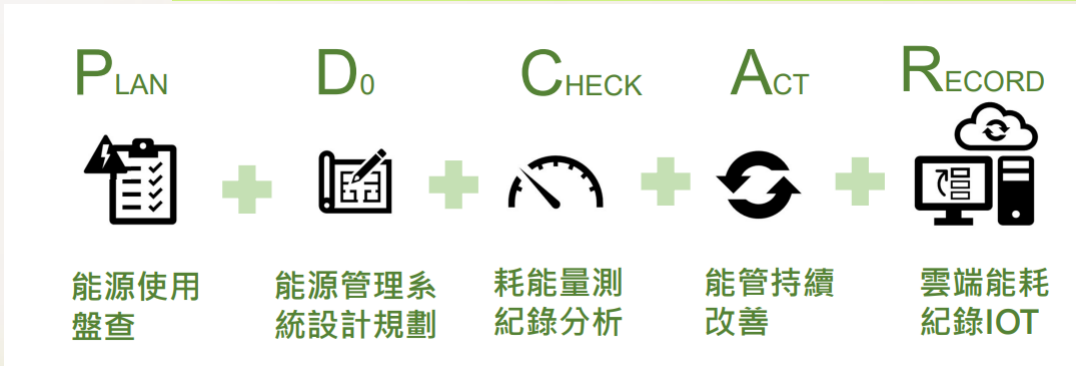 PLAN
D0
CHECK
ACT
RECORD
能源使用
盤查
能源管理系
統設計規劃
耗能量測
紀錄分析
能管持續
改善
雲端能耗
紀錄IOT